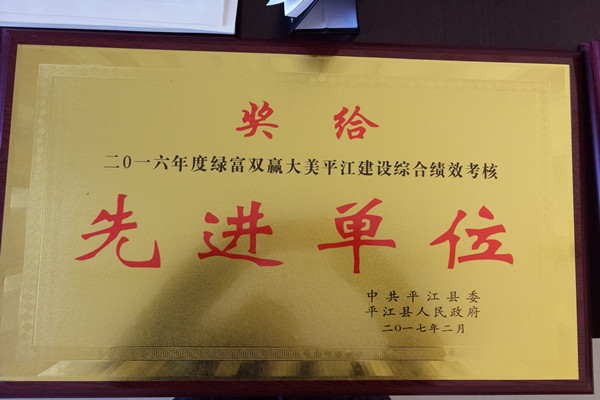 奖给
二〇一六年度绿富双赢大美平江建设综合绩效考核
先进单位
中共平江县委
平江县人民政府
二〇一七年二月